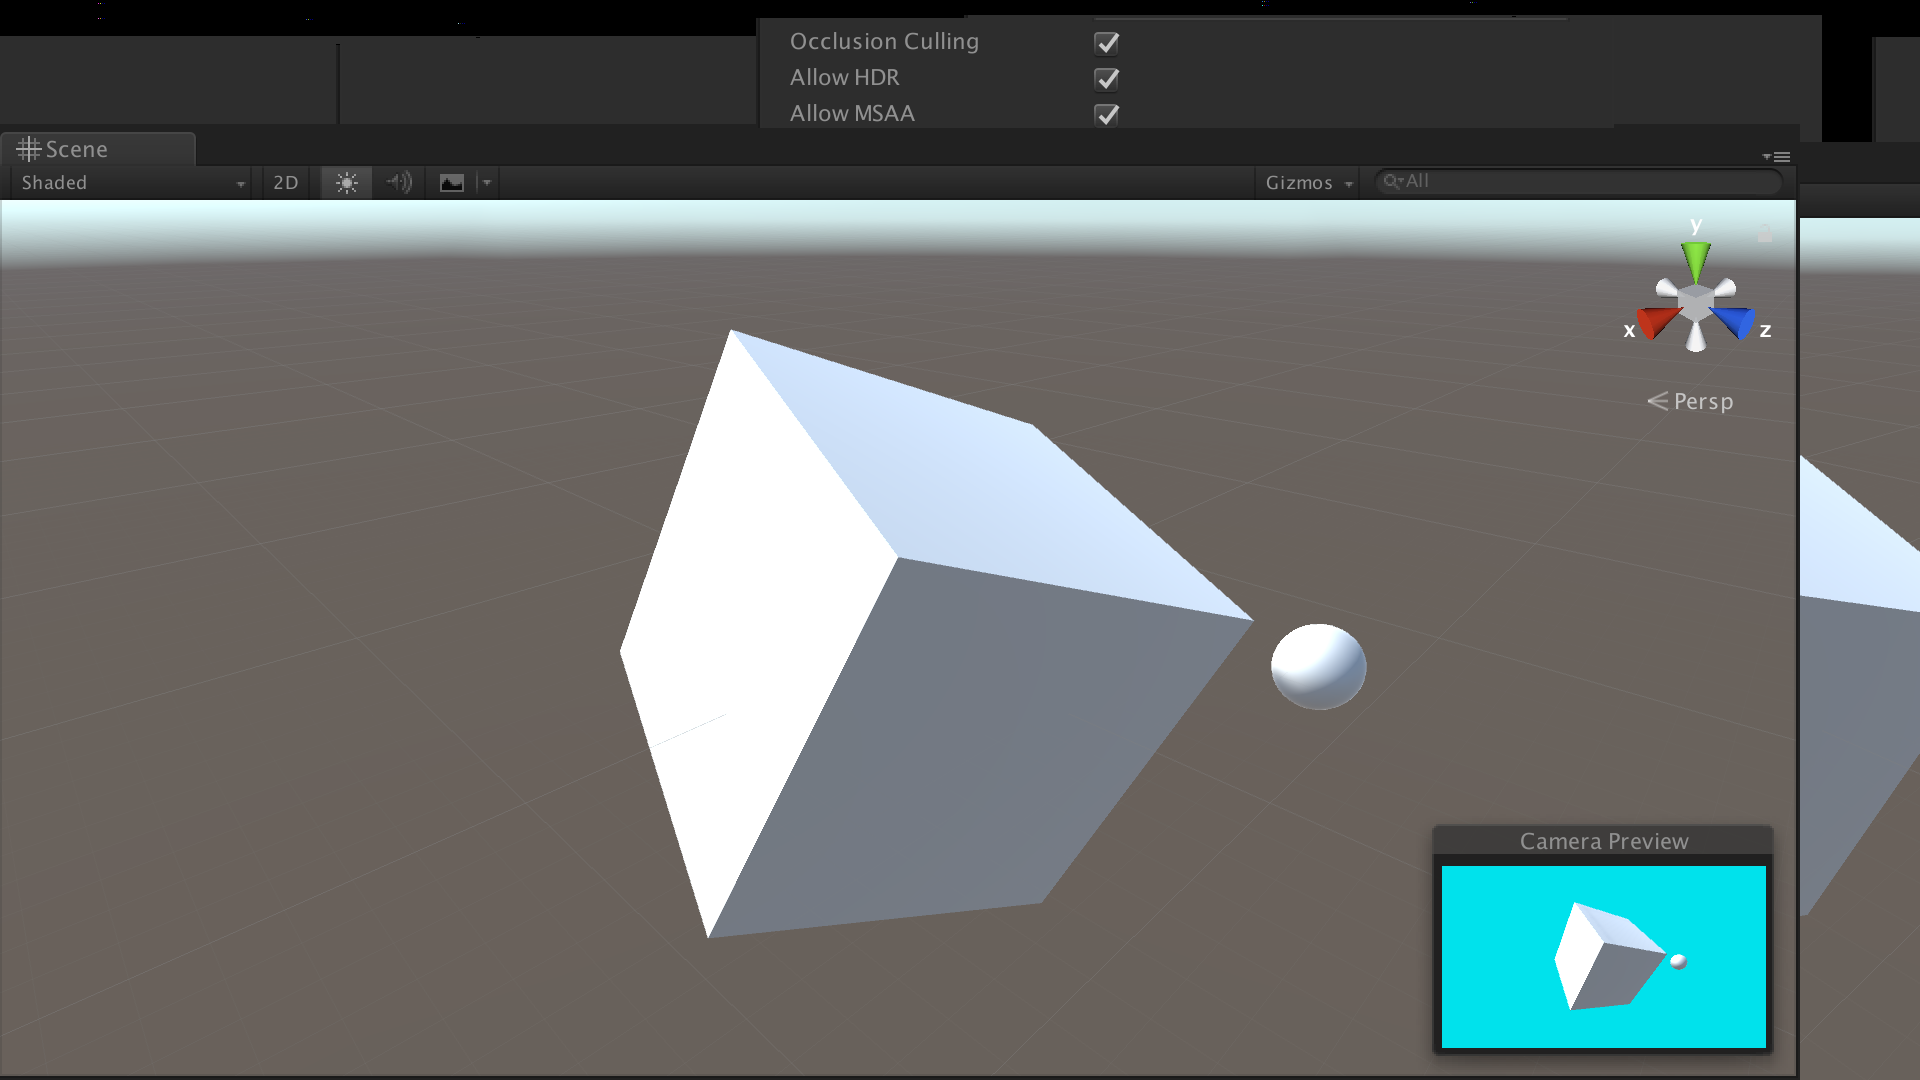 Occlusion Culling
Allow HDR
Allow MSAA
Scene
Shaded
2D
Gizmos
All
y
x
z
Persp
Camera Preview